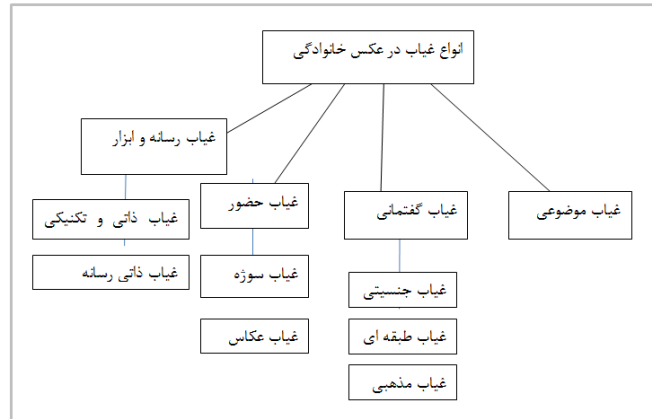 انواع غیاب در عکس خانوادگی
غیاب موضوعی
غیاب گفتمانی
غیاب جنسیتی
غیاب طبقه ای
غیاب مذهبی
غیاب حضور
غیاب سوژه
غیاب عکاس
غیاب رسانه و ابزار
غیاب ذاتی و تکنیکی
غیاب ذاتی رسانه